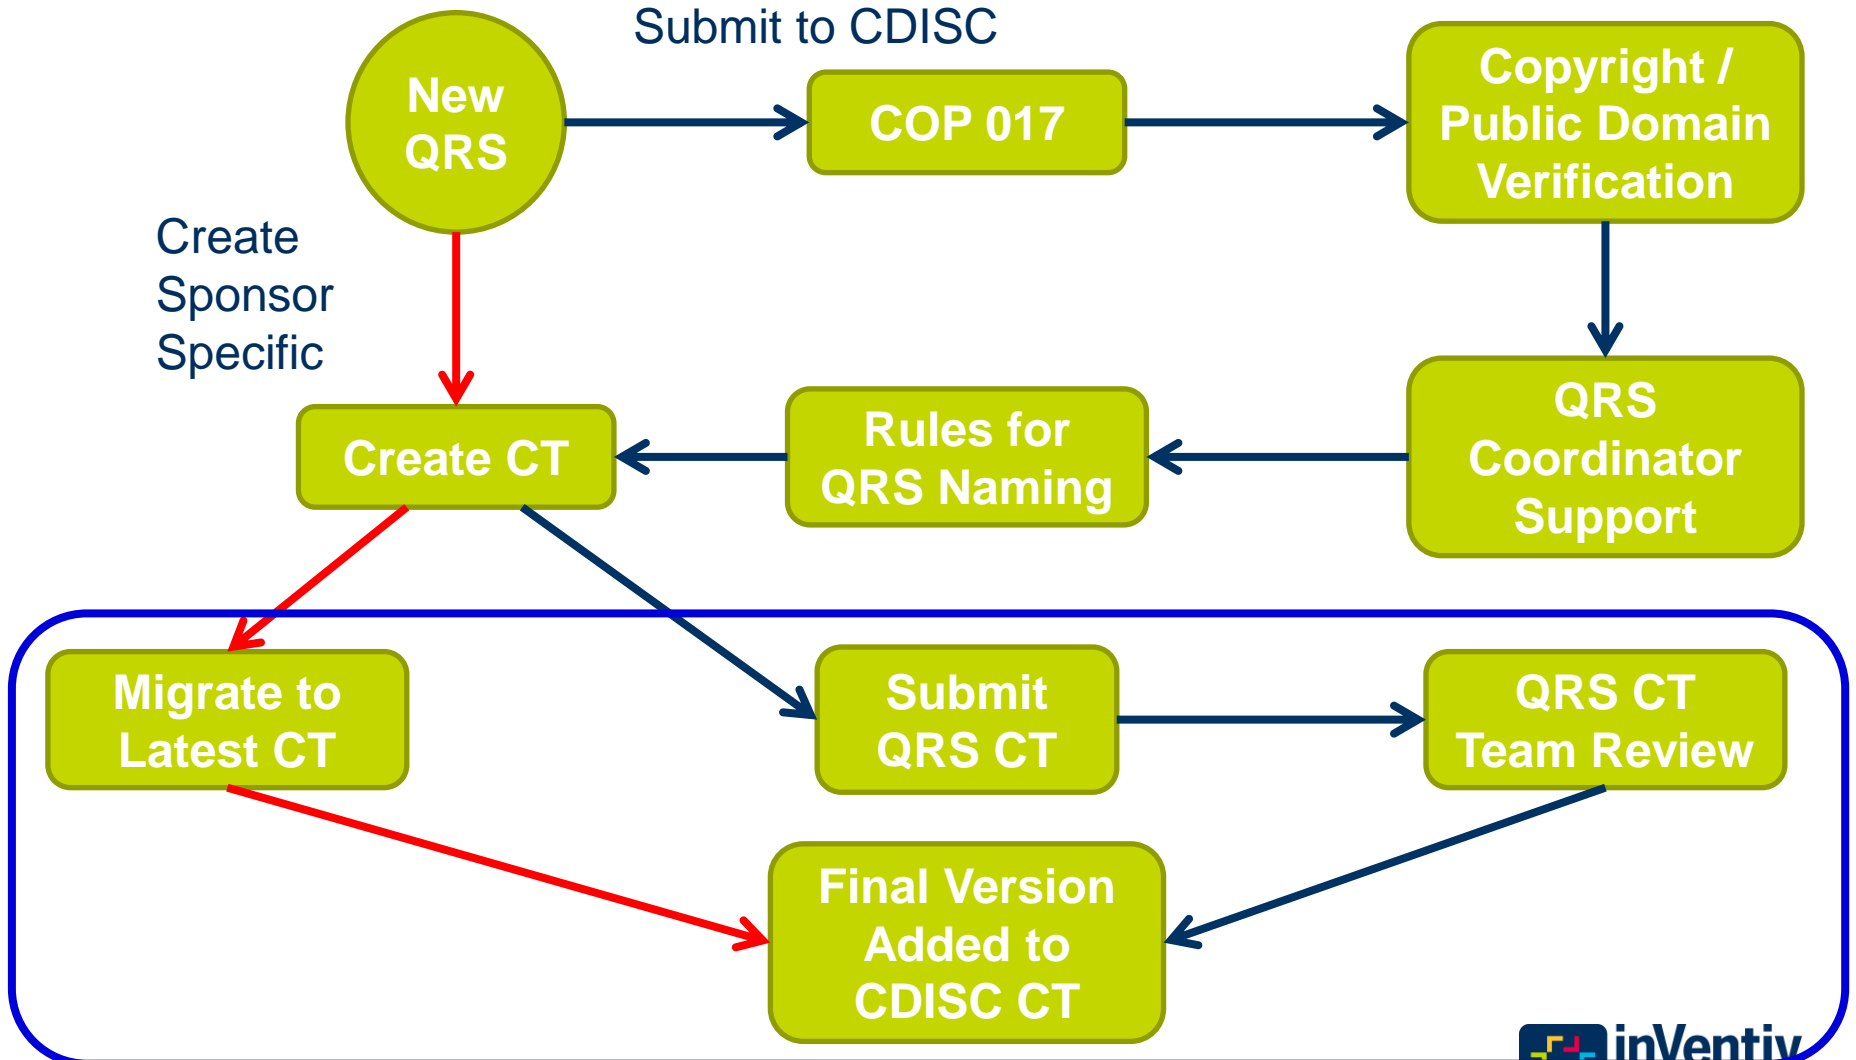 Submit to CDISC
New
QRS
COP 017
Copyright /
Public Domain
Verification
Create
Sponsor
Specific
Create CT
Rules for
QRS Naming
QRS
Coordinator
Support
Migrate to
Latest CT
Submit
QRS CT
QRS CT
Team Review
Final Version
Added to
CDISC CT
inVentiv